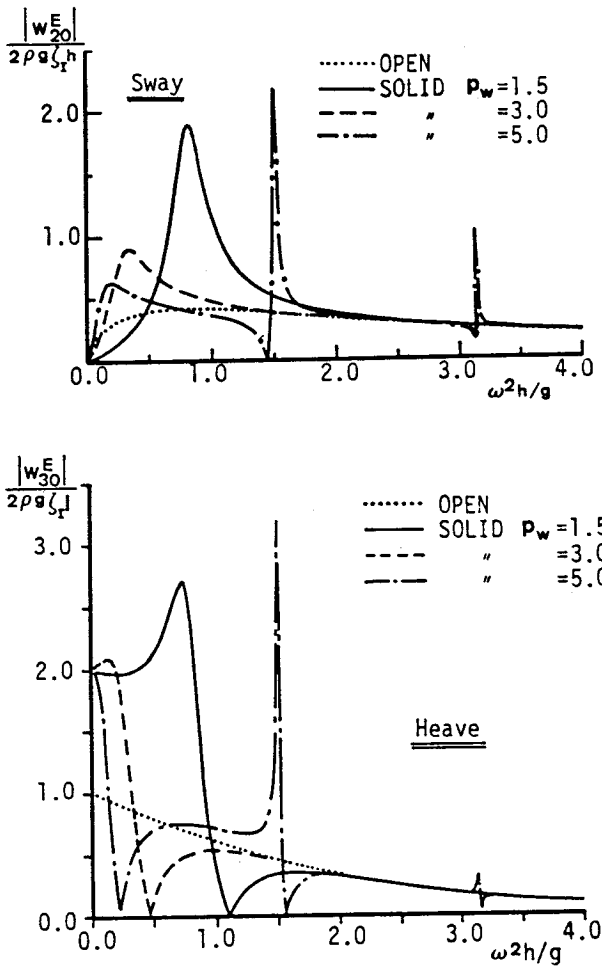 |W₂₀ᴱ|
2ρgζ_I h
Sway
OPEN
SOLID p_w =1.5
〃 =3.0
〃 =5.0
2.0
1.0
0.0 1.0 2.0 3.0 4.0
ω²h/g
|W₃₀ᴱ|
2ρgζ_I l
OPEN
SOLID p_w =1.5
〃 =3.0
〃 =5.0
3.0
2.0
Heave
1.0
0.0
0.0 1.0 2.0 3.0 4.0
ω²h/g